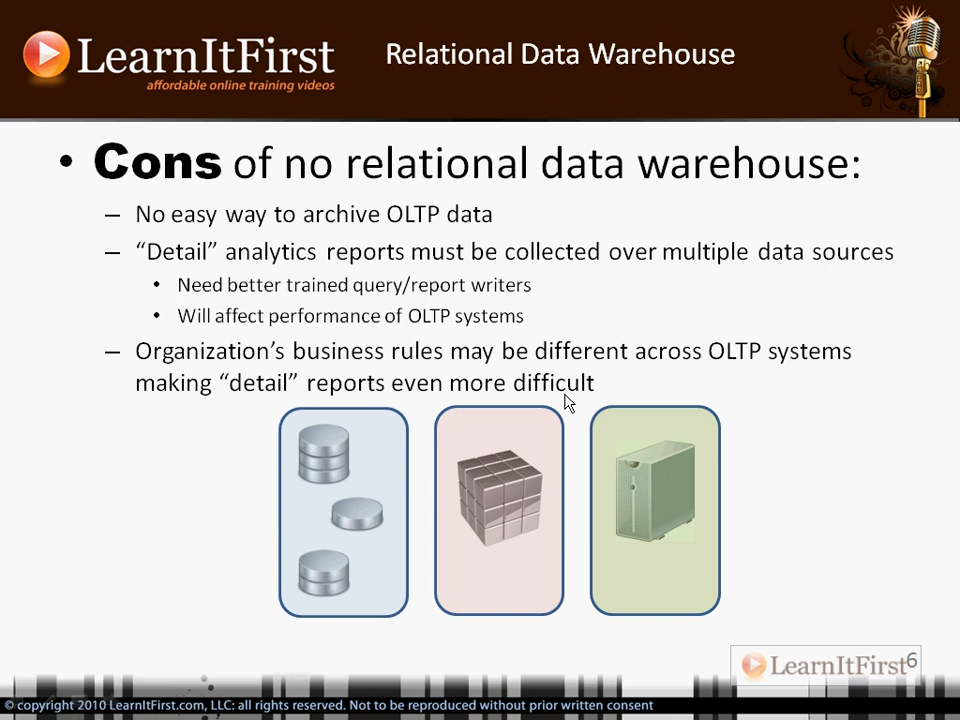 LearnItFirst
affordable online training videos
Relational Data Warehouse
• Cons of no relational data warehouse:
– No easy way to archive OLTP data
– “Detail” analytics reports must be collected over multiple data sources
• Need better trained query/report writers
• Will affect performance of OLTP systems
– Organization’s business rules may be different across OLTP systems
making “detail” reports even more difficult
LearnItFirst
6
© copyright 2010 LearnItFirst.com, LLC: all rights reserved. Not to be reproduced without prior written consent